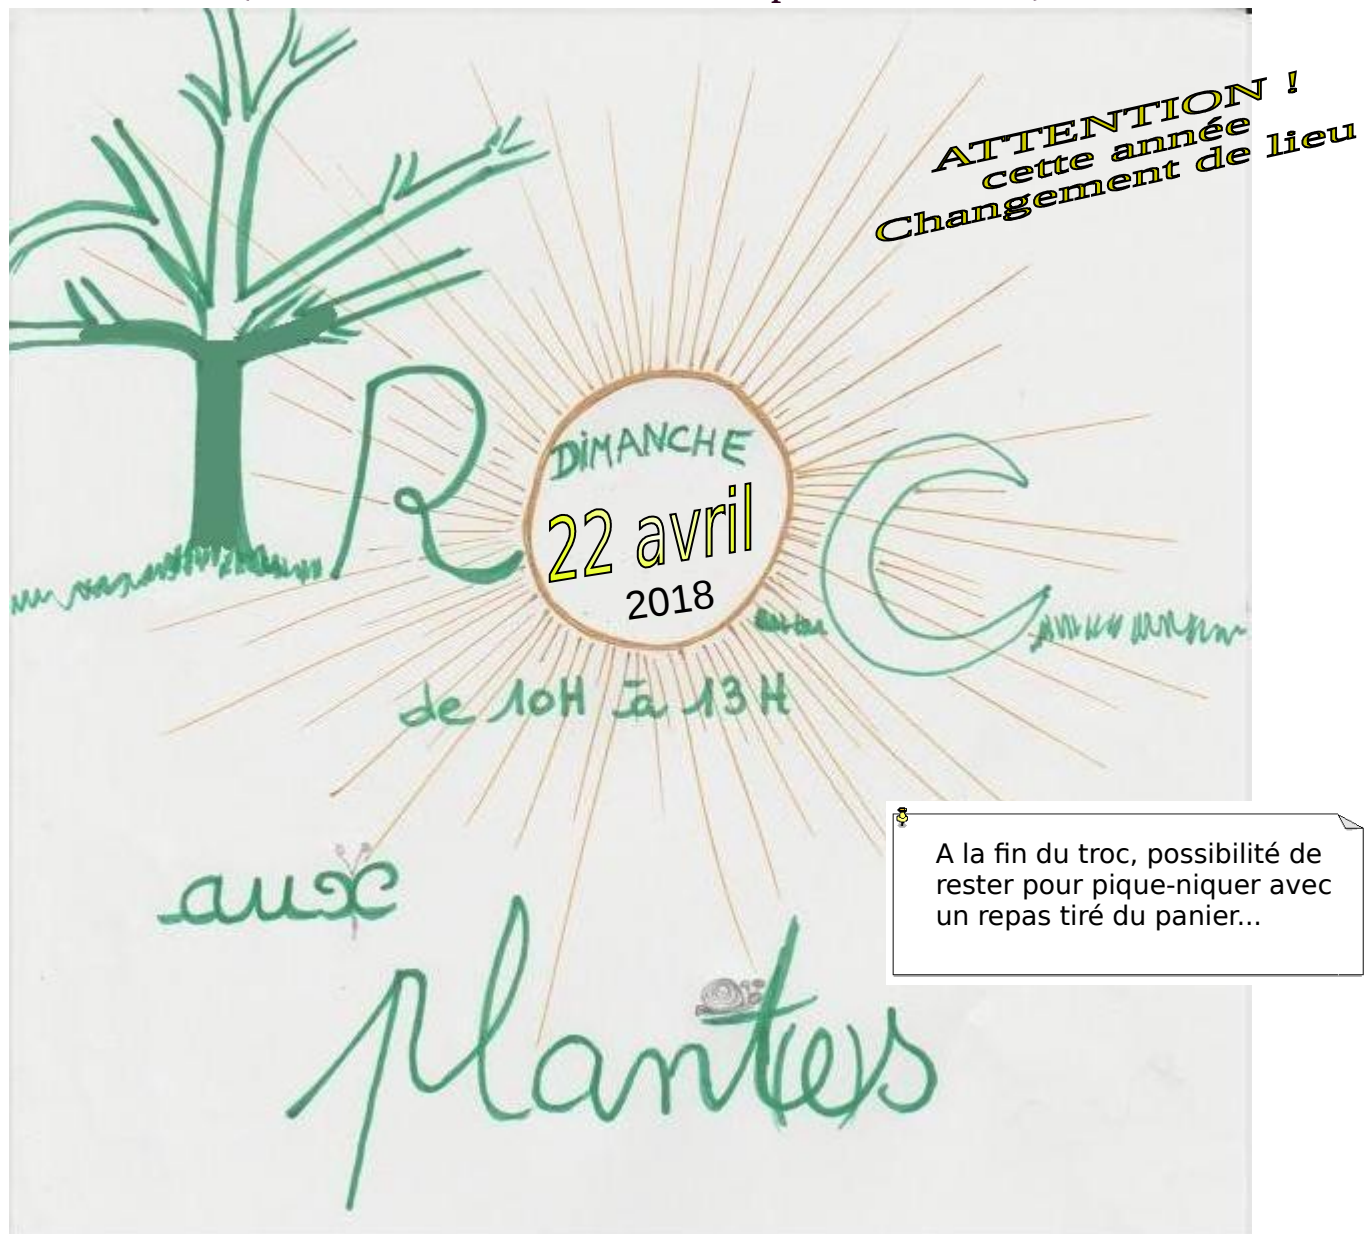 ATTENTION !
cette année
Changement de lieu
TROC
DIMANCHE
22 avril
2018
de 10H à 13H
aux
plantes
A la fin du troc, possibilité de
rester pour pique-niquer avec
un repas tiré du panier...